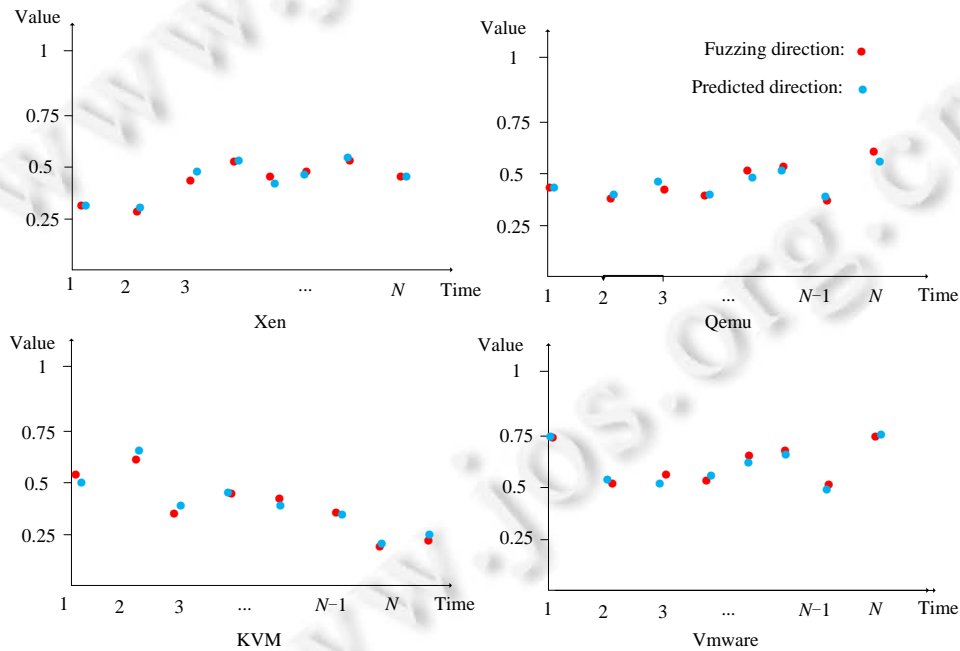 Value
1
0.75
0.5
0.25
1 2 3 ... N Time
Xen
Value
1
0.75
0.5
0.25
Fuzzing direction:
Predicted direction:
1 2 3 ... N−1 N Time
Qemu
Value
1
0.75
0.5
0.25
1 2 3 ... N−1 N Time
KVM
Value
1
0.75
0.5
0.25
1 2 3 ... N−1 N Time
Vmware